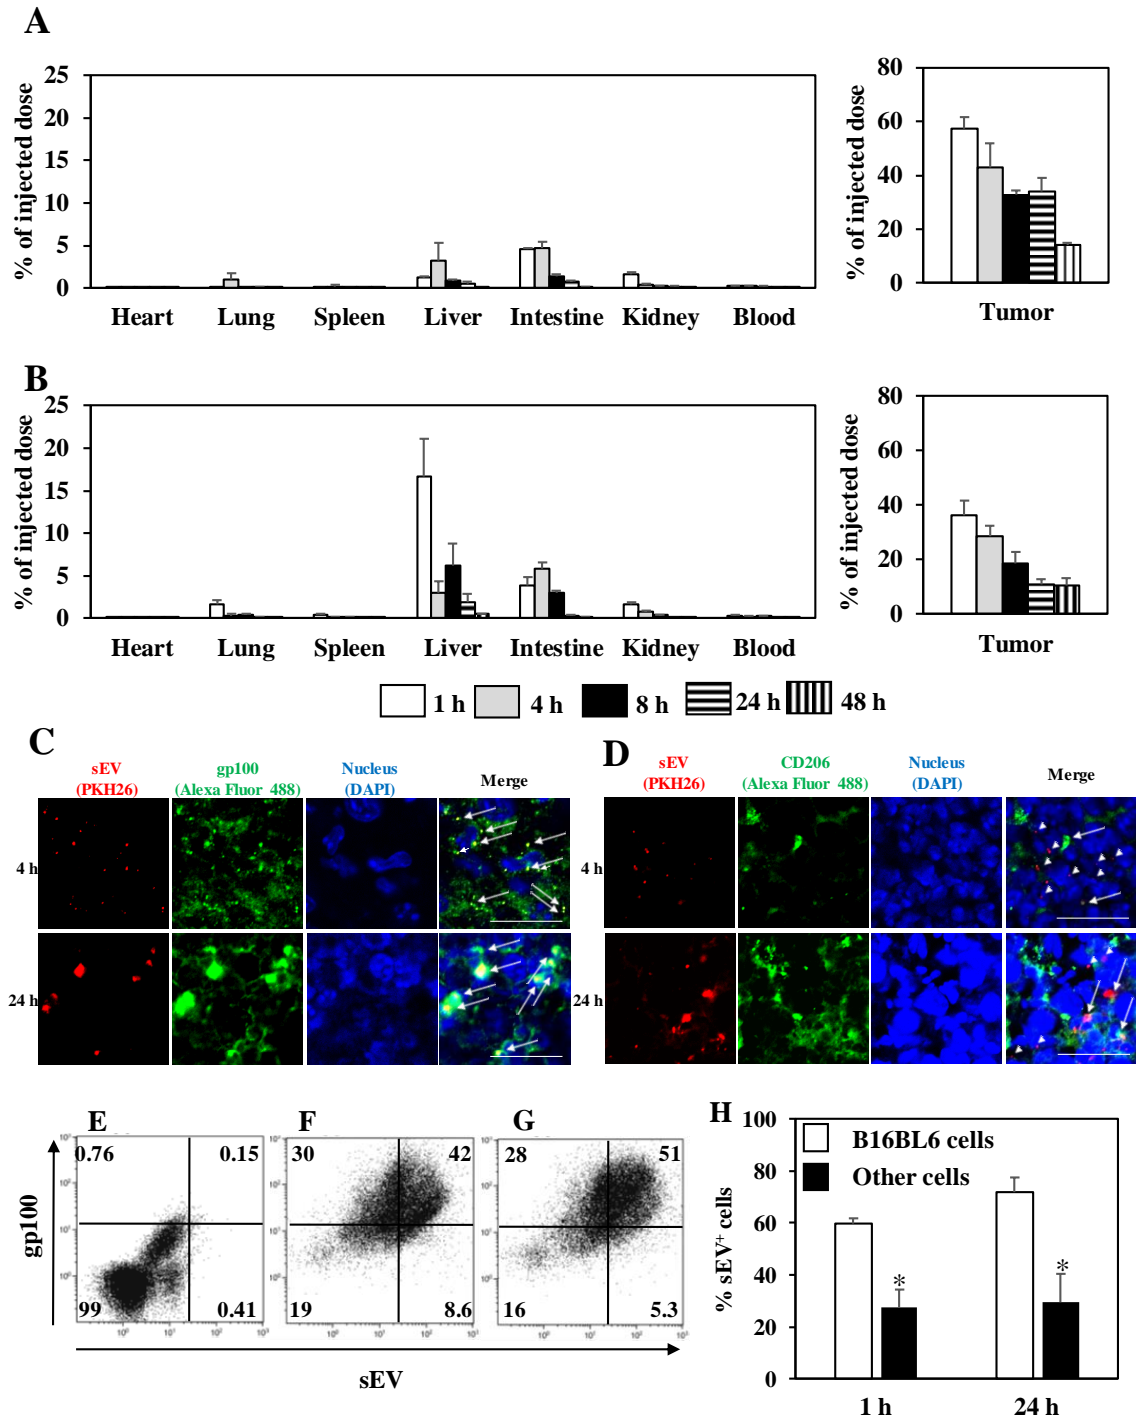 A
% of injected dose
25
20
15
10
5
0
Heart Lung Spleen Liver Intestine Kidney Blood
% of injected dose
80
60
40
20
0
Tumor
B
% of injected dose
25
20
15
10
5
0
Heart Lung Spleen Liver Intestine Kidney Blood
% of injected dose
80
60
40
20
0
Tumor
1 h 4 h 8 h 24 h 48 h
C
sEV (PKH26)
gp100 (Alexa Fluor 488)
Nucleus (DAPI)
Merge
4 h
24 h
D
sEV (PKH26)
CD206 (Alexa Fluor 488)
Nucleus (DAPI)
Merge
4 h
24 h
E
0.76 0.15
99 0.41
F
30 42
19 8.6
G
28 51
16 5.3
gp100
sEV
H
% sEV⁺ cells
100
80
60
40
20
0
B16BL6 cells
Other cells
* *
1 h 24 h